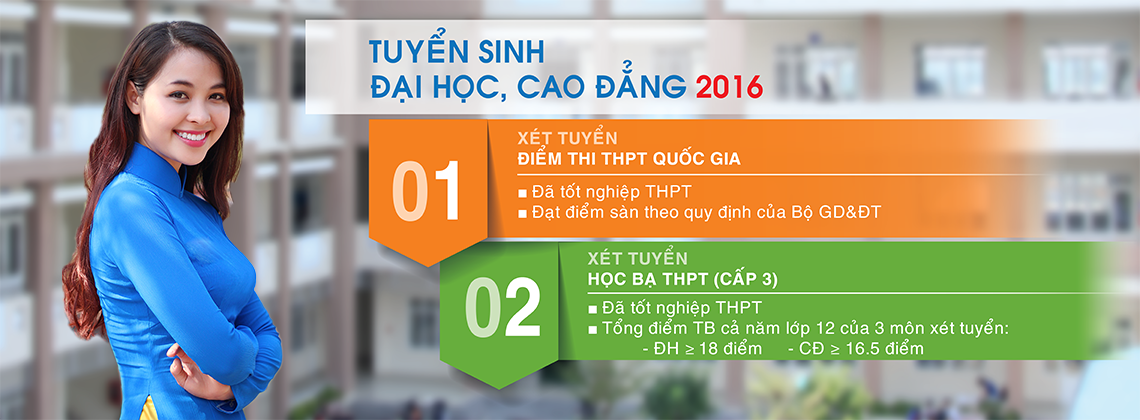 TUYỂN SINH
ĐẠI HỌC, CAO ĐẲNG 2016
01
XÉT TUYỂN
ĐIỂM THI THPT QUỐC GIA
■ Đã tốt nghiệp THPT
■ Đạt điểm sàn theo quy định của Bộ GD&ĐT
02
XÉT TUYỂN
HỌC BẠ THPT (CẤP 3)
■ Đã tốt nghiệp THPT
■ Tổng điểm TB cả năm lớp 12 của 3 môn xét tuyển:
- ĐH ≥ 18 điểm - CĐ ≥ 16.5 điểm